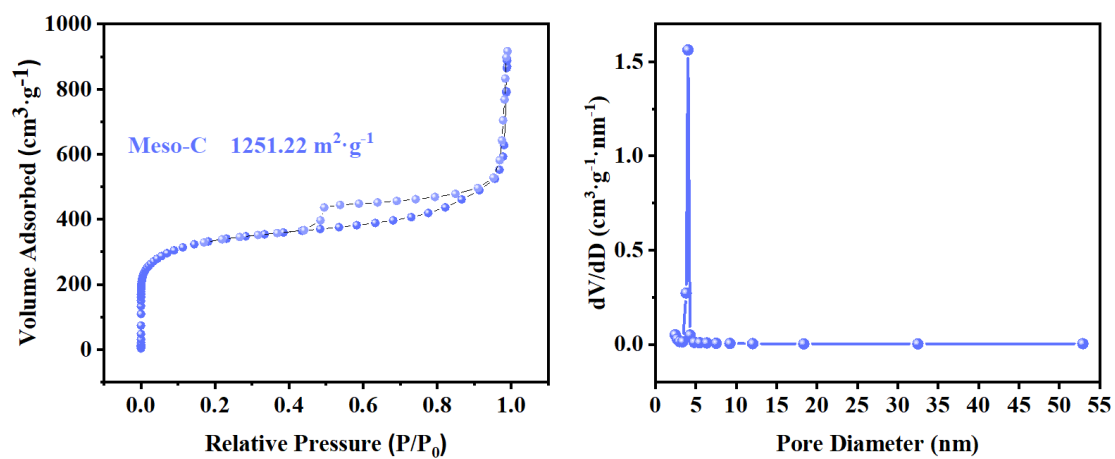 1000
800
600
400
200
0
Volume Adsorbed (cm³·g⁻¹)
Meso-C 1251.22 m²·g⁻¹
0.0 0.2 0.4 0.6 0.8 1.0
Relative Pressure (P/P₀)
1.5
1.0
0.5
0.0
dV/dD (cm³·g⁻¹·nm⁻¹)
0 5 10 15 20 25 30 35 40 45 50 55
Pore Diameter (nm)